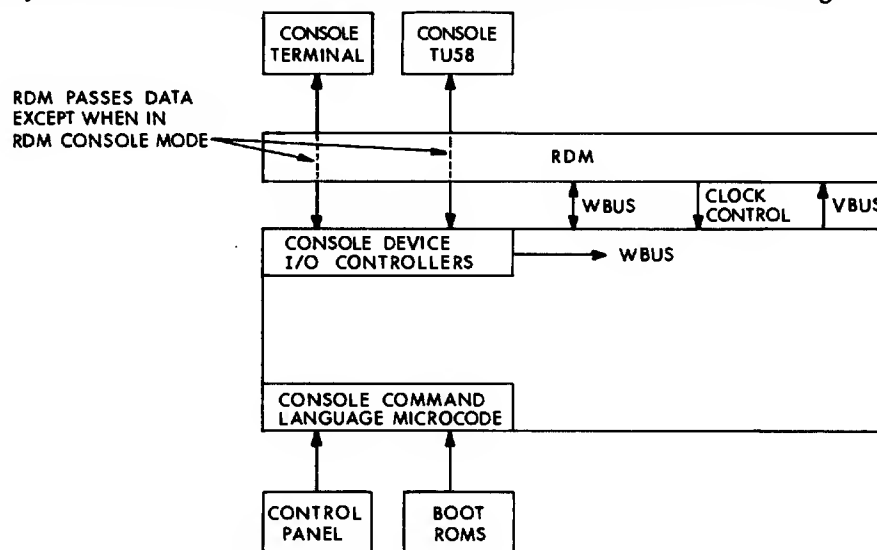 CONSOLE
TERMINAL
CONSOLE
TU58
RDM PASSES DATA
EXCEPT WHEN IN
RDM CONSOLE MODE
RDM
WBUS
CLOCK
CONTROL
VBUS
CONSOLE DEVICE
I/O CONTROLLERS
WBUS
CONSOLE COMMAND
LANGUAGE MICROCODE
CONTROL
PANEL
BOOT
ROMS